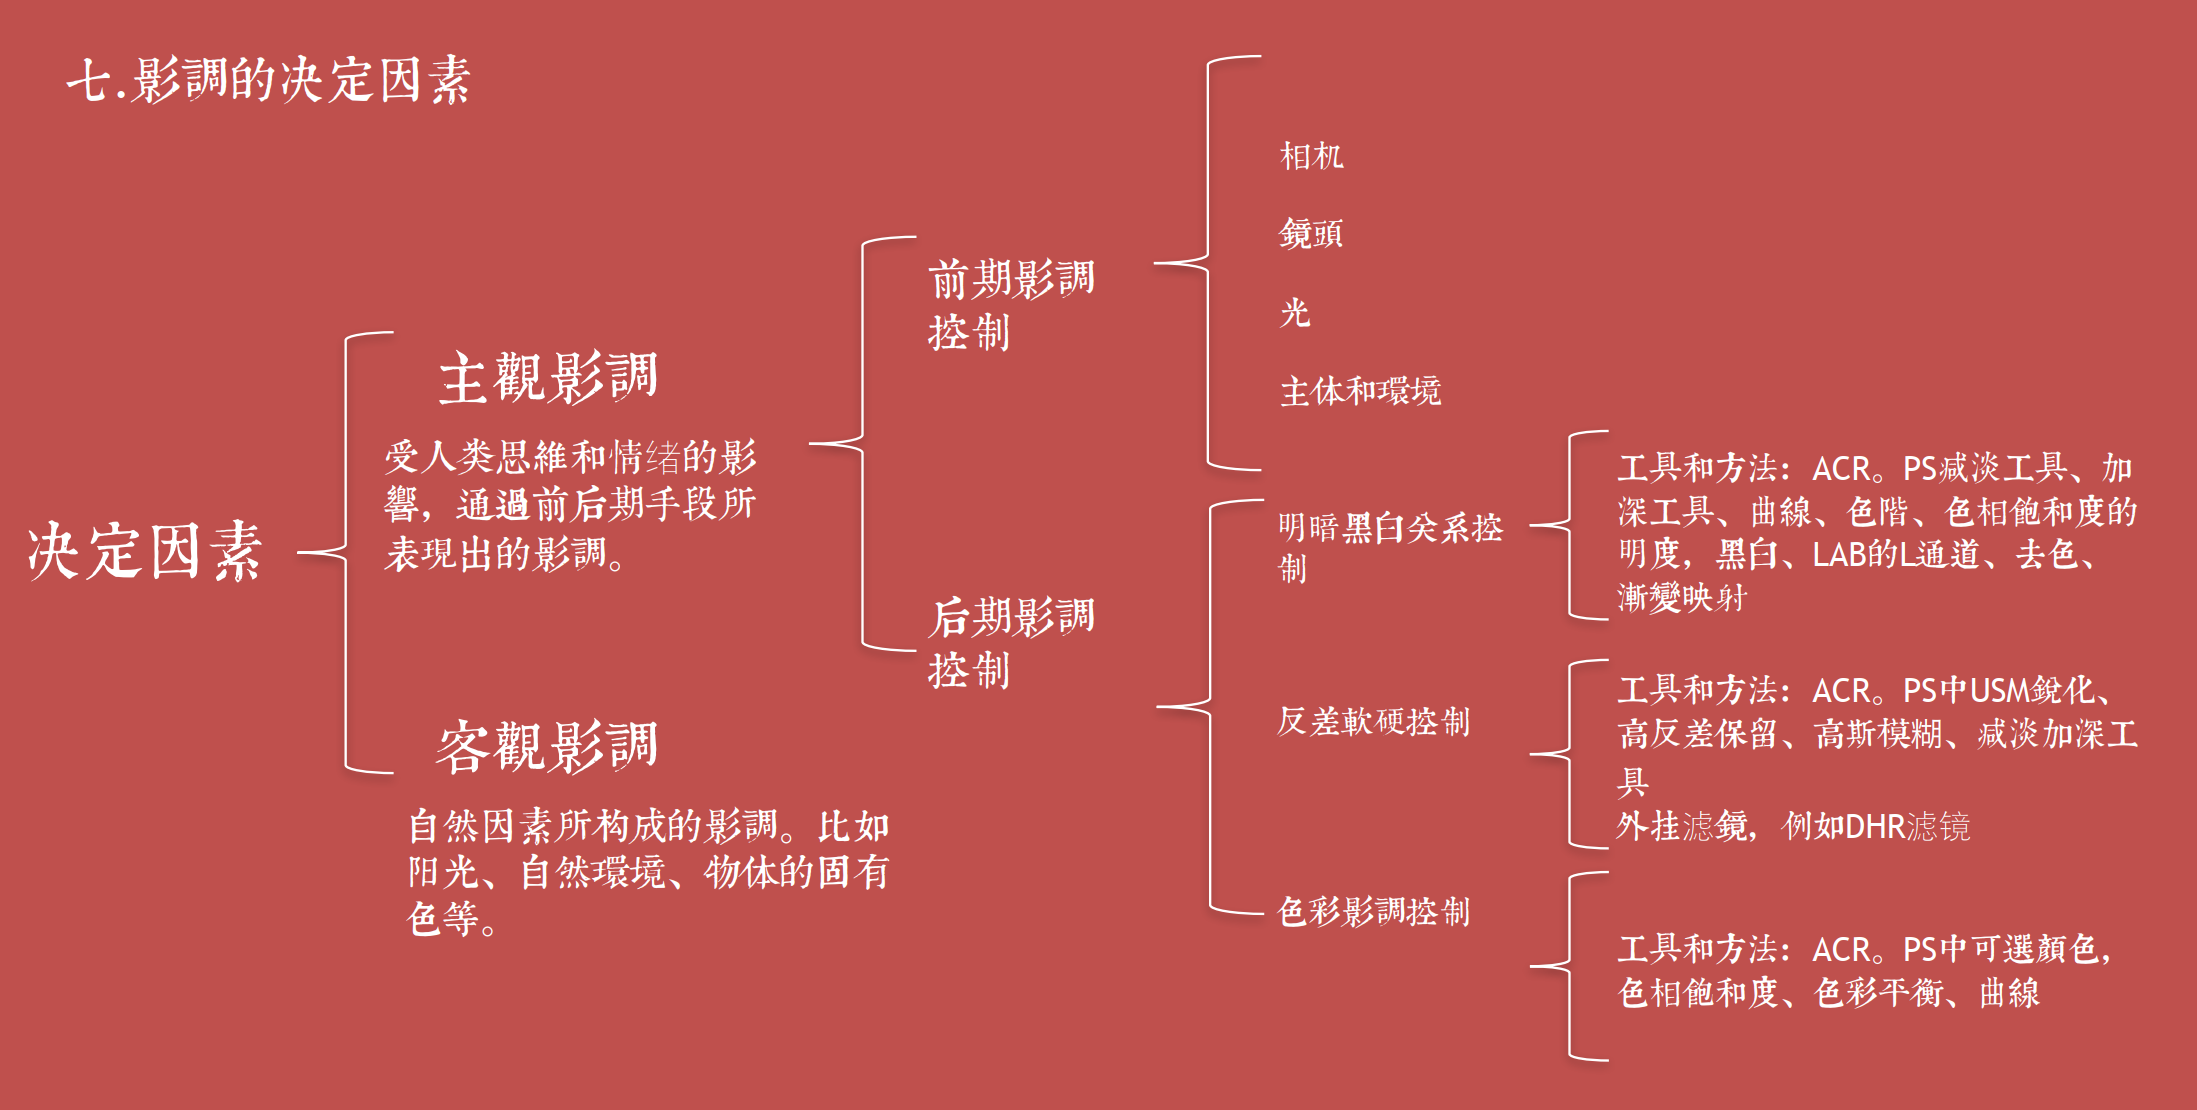 七.影調的决定因素
决定因素
主觀影調
受人类思維和情绪的影
響，通過前后期手段所
表現出的影調。
客觀影調
自然因素所构成的影調。比如
阳光、自然環境、物体的固有
色等。
前期影調
控制
后期影調
控制
相机
鏡頭
光
主体和環境
明暗黑白关系控
制
反差軟硬控制
色彩影調控制
工具和方法：ACR。PS减淡工具、加
深工具、曲線、色階、色相飽和度的
明度，黑白、LAB的L通道、去色、
漸變映射
工具和方法：ACR。PS中USM銳化、
高反差保留、高斯模糊、减淡加深工
具
外挂滤鏡，例如DHR滤镜
工具和方法：ACR。PS中可選顏色，
色相飽和度、色彩平衡、曲線